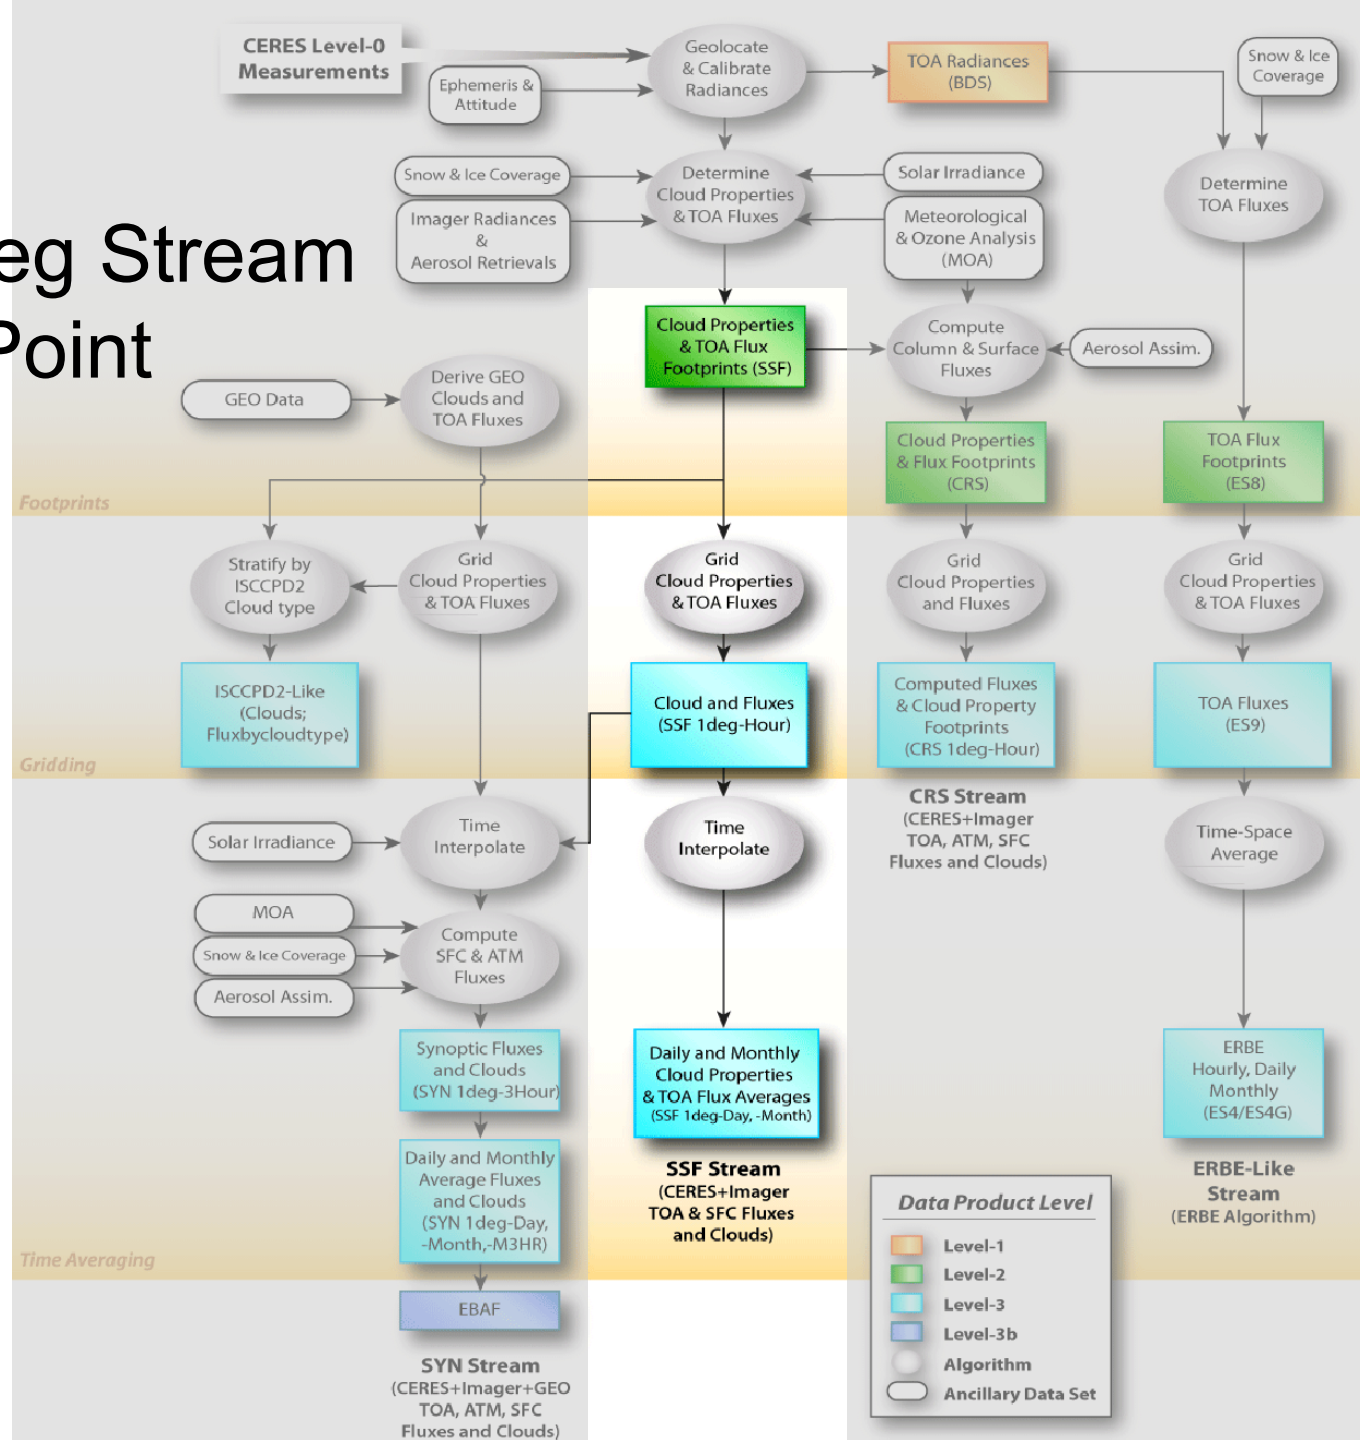 CERES Level-0
Measurements
Ephemeris &
Attitude
Geolocate
& Calibrate
Radiances
TOA Radiances
(BDS)
Snow & Ice
Coverage
Snow & Ice Coverage
Imager Radiances
&
Aerosol Retrievals
Determine
Cloud Properties
& TOA Fluxes
Solar Irradiance
Meteorological
& Ozone Analysis
(MOA)
Determine
TOA Fluxes
eg Stream
Point
GEO Data
Derive GEO
Clouds and
TOA Fluxes
Cloud Properties
& TOA Flux
Footprints (SSF)
Compute
Column & Surface
Fluxes
Aerosol Assim.
Cloud Properties
& Flux Footprints
(CRS)
TOA Flux
Footprints
(ES8)
Footprints
Stratify by
ISCCPD2
Cloud type
Grid
Cloud Properties
& TOA Fluxes
Grid
Cloud Properties
& TOA Fluxes
Grid
Cloud Properties
and Fluxes
Grid
Cloud Properties
& TOA Fluxes
ISCCPD2-Like
(Clouds;
Fluxbycloudtype)
Cloud and Fluxes
(SSF 1deg-Hour)
Computed Fluxes
& Cloud Property
Footprints
(CRS 1deg-Hour)
TOA Fluxes
(ES9)
Gridding
CRS Stream
(CERES+Imager
TOA, ATM, SFC
Fluxes and Clouds)
Solar Irradiance
Time
Interpolate
Time
Interpolate
Time-Space
Average
MOA
Snow & Ice Coverage
Aerosol Assim.
Compute
SFC & ATM
Fluxes
Synoptic Fluxes
and Clouds
(SYN 1deg-3Hour)
Daily and Monthly
Cloud Properties
& TOA Flux Averages
(SSF 1deg-Day, -Month)
ERBE
Hourly, Daily
Monthly
(ES4/ES4G)
Daily and Monthly
Average Fluxes
and Clouds
(SYN 1deg-Day,
-Month,-M3HR)
SSF Stream
(CERES+Imager
TOA & SFC Fluxes
and Clouds)
ERBE-Like
Stream
(ERBE Algorithm)
Time Averaging
EBAF
SYN Stream
(CERES+Imager+GEO
TOA, ATM, SFC
Fluxes and Clouds)
Data Product Level
Level-1
Level-2
Level-3
Level-3b
Algorithm
Ancillary Data Set